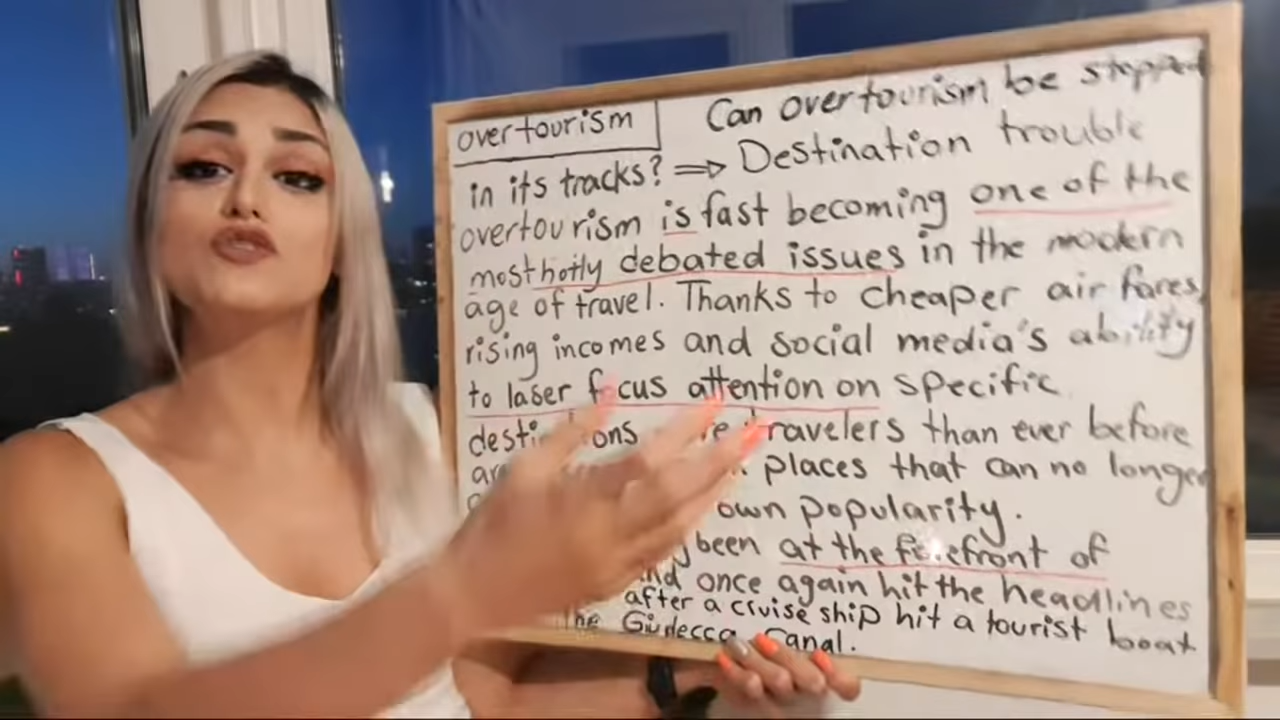 overtourism Can overtourism be stopped
in its tracks? ⇒ Destination trouble
overtourism is fast becoming one of the
most hotly debated issues in the modern
age of travel. Thanks to cheaper air fares,
rising incomes and social media's ability
to laser focus attention on specific
travelers than ever before
places that can no longer
own popularity.
been at the forefront of
and once again hit the headlines
after a cruise ship hit a tourist boat
the Giudecca Canal.